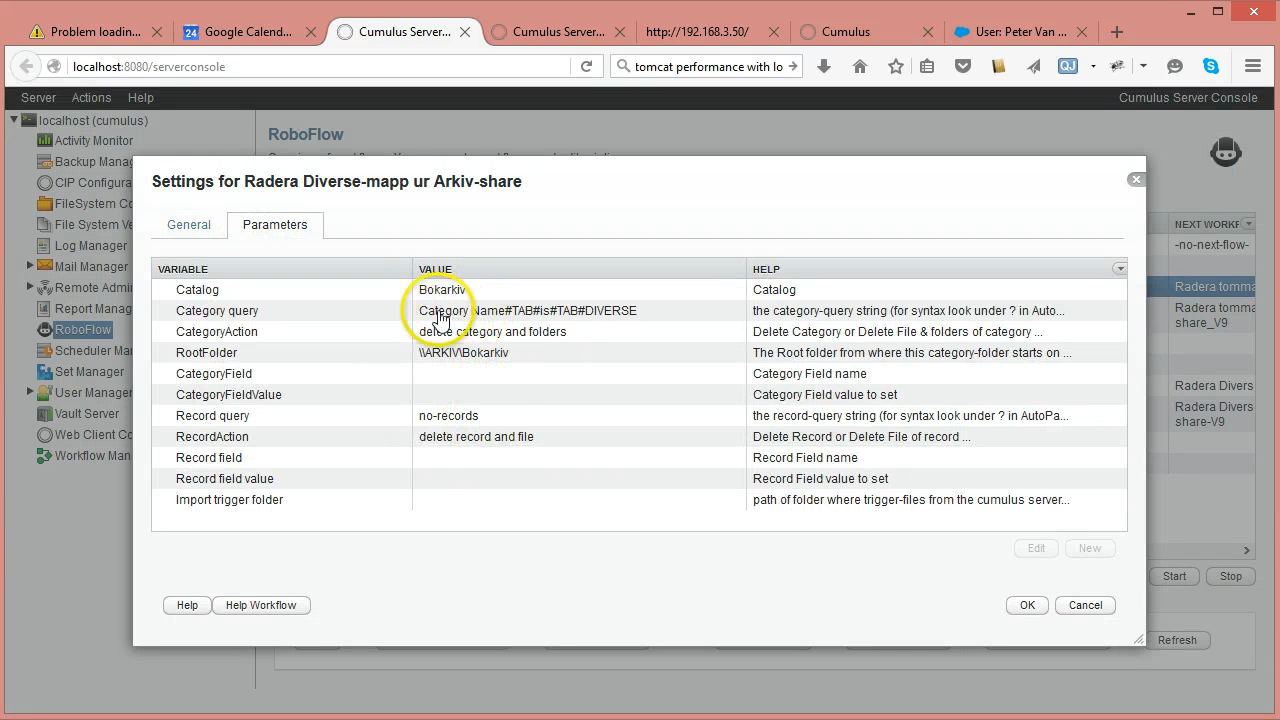 Problem loadin...
Google Calend...
Cumulus Server...
Cumulus Server...
http://192.168.3.50/
Cumulus
User: Peter Van ...
localhost:8080/serverconsole
tomcat performance with lo
Server Actions Help
Cumulus Server Console
localhost (cumulus)
Activity Monitor
Backup Manag
CIP Configura
FileSystem Co
File System Ve
Log Manager
Mail Manager
Remote Admi
Report Manag
RoboFlow
Scheduler Ma
Set Manager
User Manage
Vault Server
Web Client Co
Workflow Man
RoboFlow
Settings for Radera Diverse-mapp ur Arkiv-share
General Parameters
VARIABLE VALUE HELP
Catalog Bokarkiv Catalog
Category query Category Name#TAB#is#TAB#DIVERSE the category-query string (for syntax look under ? in Auto...
CategoryAction delete category and folders Delete Category or Delete File & folders of category ...
RootFolder \\ARKIV\Bokarkiv The Root folder from where this category-folder starts on ...
CategoryField Category Field name
CategoryFieldValue Category Field value to set
Record query no-records the record-query string (for syntax look under ? in AutoPa...
RecordAction delete record and file Delete Record or Delete File of record ...
Record field Record Field name
Record field value Record Field value to set
Import trigger folder path of folder where trigger-files from the cumulus server...
Edit New
Help Help Workflow OK Cancel
NEXT WORKF
-no-next-flow-
Radera tomma
Radera tomma
share_V9
Radera Divers
Radera Divers
share-V9
Start Stop
Refresh